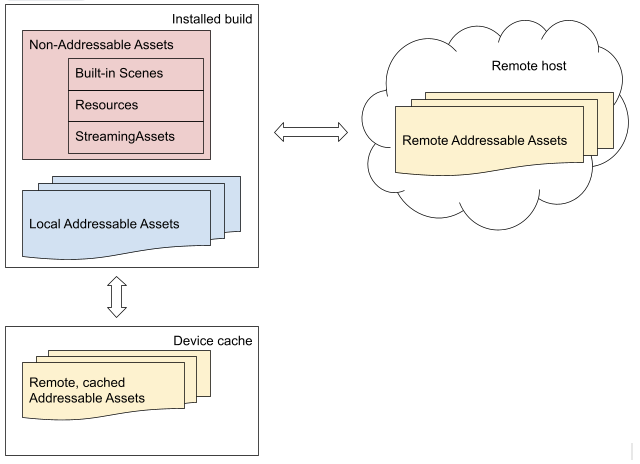 Installed build
Non-Addressable Assets
Built-in Scenes
Resources
StreamingAssets
Local Addressable Assets
Remote host
Remote Addressable Assets
Device cache
Remote, cached
Addressable Assets